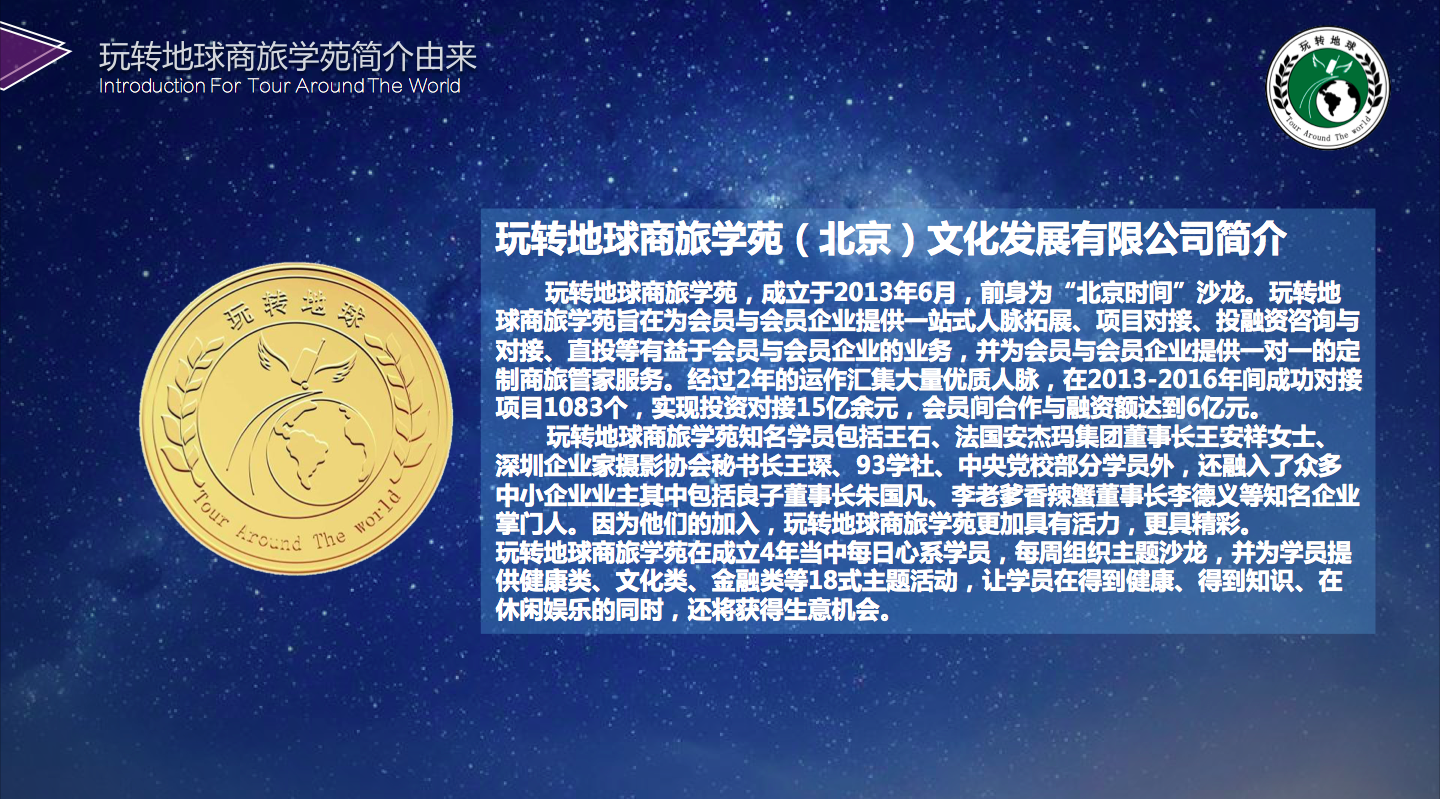 玩转地球商旅学苑简介由来
Introduction For Tour Around The World
玩转地球
Tour Around The world
玩转地球商旅学苑（北京）文化发展有限公司简介
玩转地球商旅学苑，成立于2013年6月，前身为“北京时间”沙龙。玩转地
球商旅学苑旨在为会员与会员企业提供一站式人脉拓展、项目对接、投融资咨询与
对接、直投等有益于会员与会员企业的业务，并为会员与会员企业提供一对一的定
制商旅管家服务。经过2年的运作汇集大量优质人脉，在2013-2016年间成功对接
项目1083个，实现投资对接15亿余元，会员间合作与融资额达到6亿元。
玩转地球商旅学苑知名学员包括王石、法国安杰玛集团董事长王安祥女士、
深圳企业家摄影协会秘书长王琛、93学社、中央党校部分学员外，还融入了众多
中小企业业主其中包括良子董事长朱国凡、李老爹香辣蟹董事长李德义等知名企业
掌门人。因为他们的加入，玩转地球商旅学苑更加具有活力，更具精彩。
玩转地球商旅学苑在成立4年当中每日心系学员，每周组织主题沙龙，并为学员提
供健康类、文化类、金融类等18式主题活动，让学员在得到健康、得到知识、在
休闲娱乐的同时，还将获得生意机会。
玩转地球
Tour Around The world